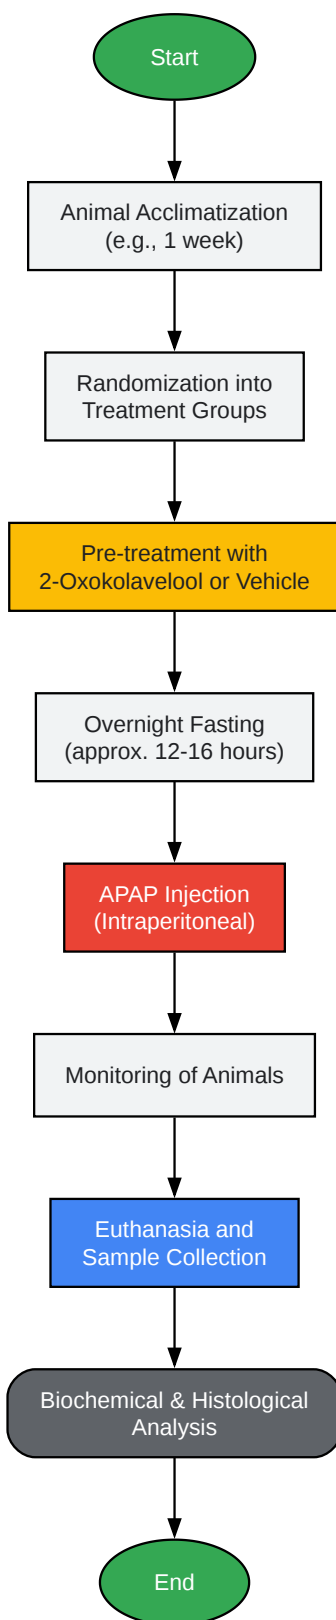 Start
Animal Acclimatization
(e.g., 1 week)
Randomization into
Treatment Groups
Pre-treatment with
2-Oxokolavelool or Vehicle
Overnight Fasting
(approx. 12-16 hours)
APAP Injection
(Intraperitoneal)
Monitoring of Animals
Euthanasia and
Sample Collection
Biochemical & Histological
Analysis
End